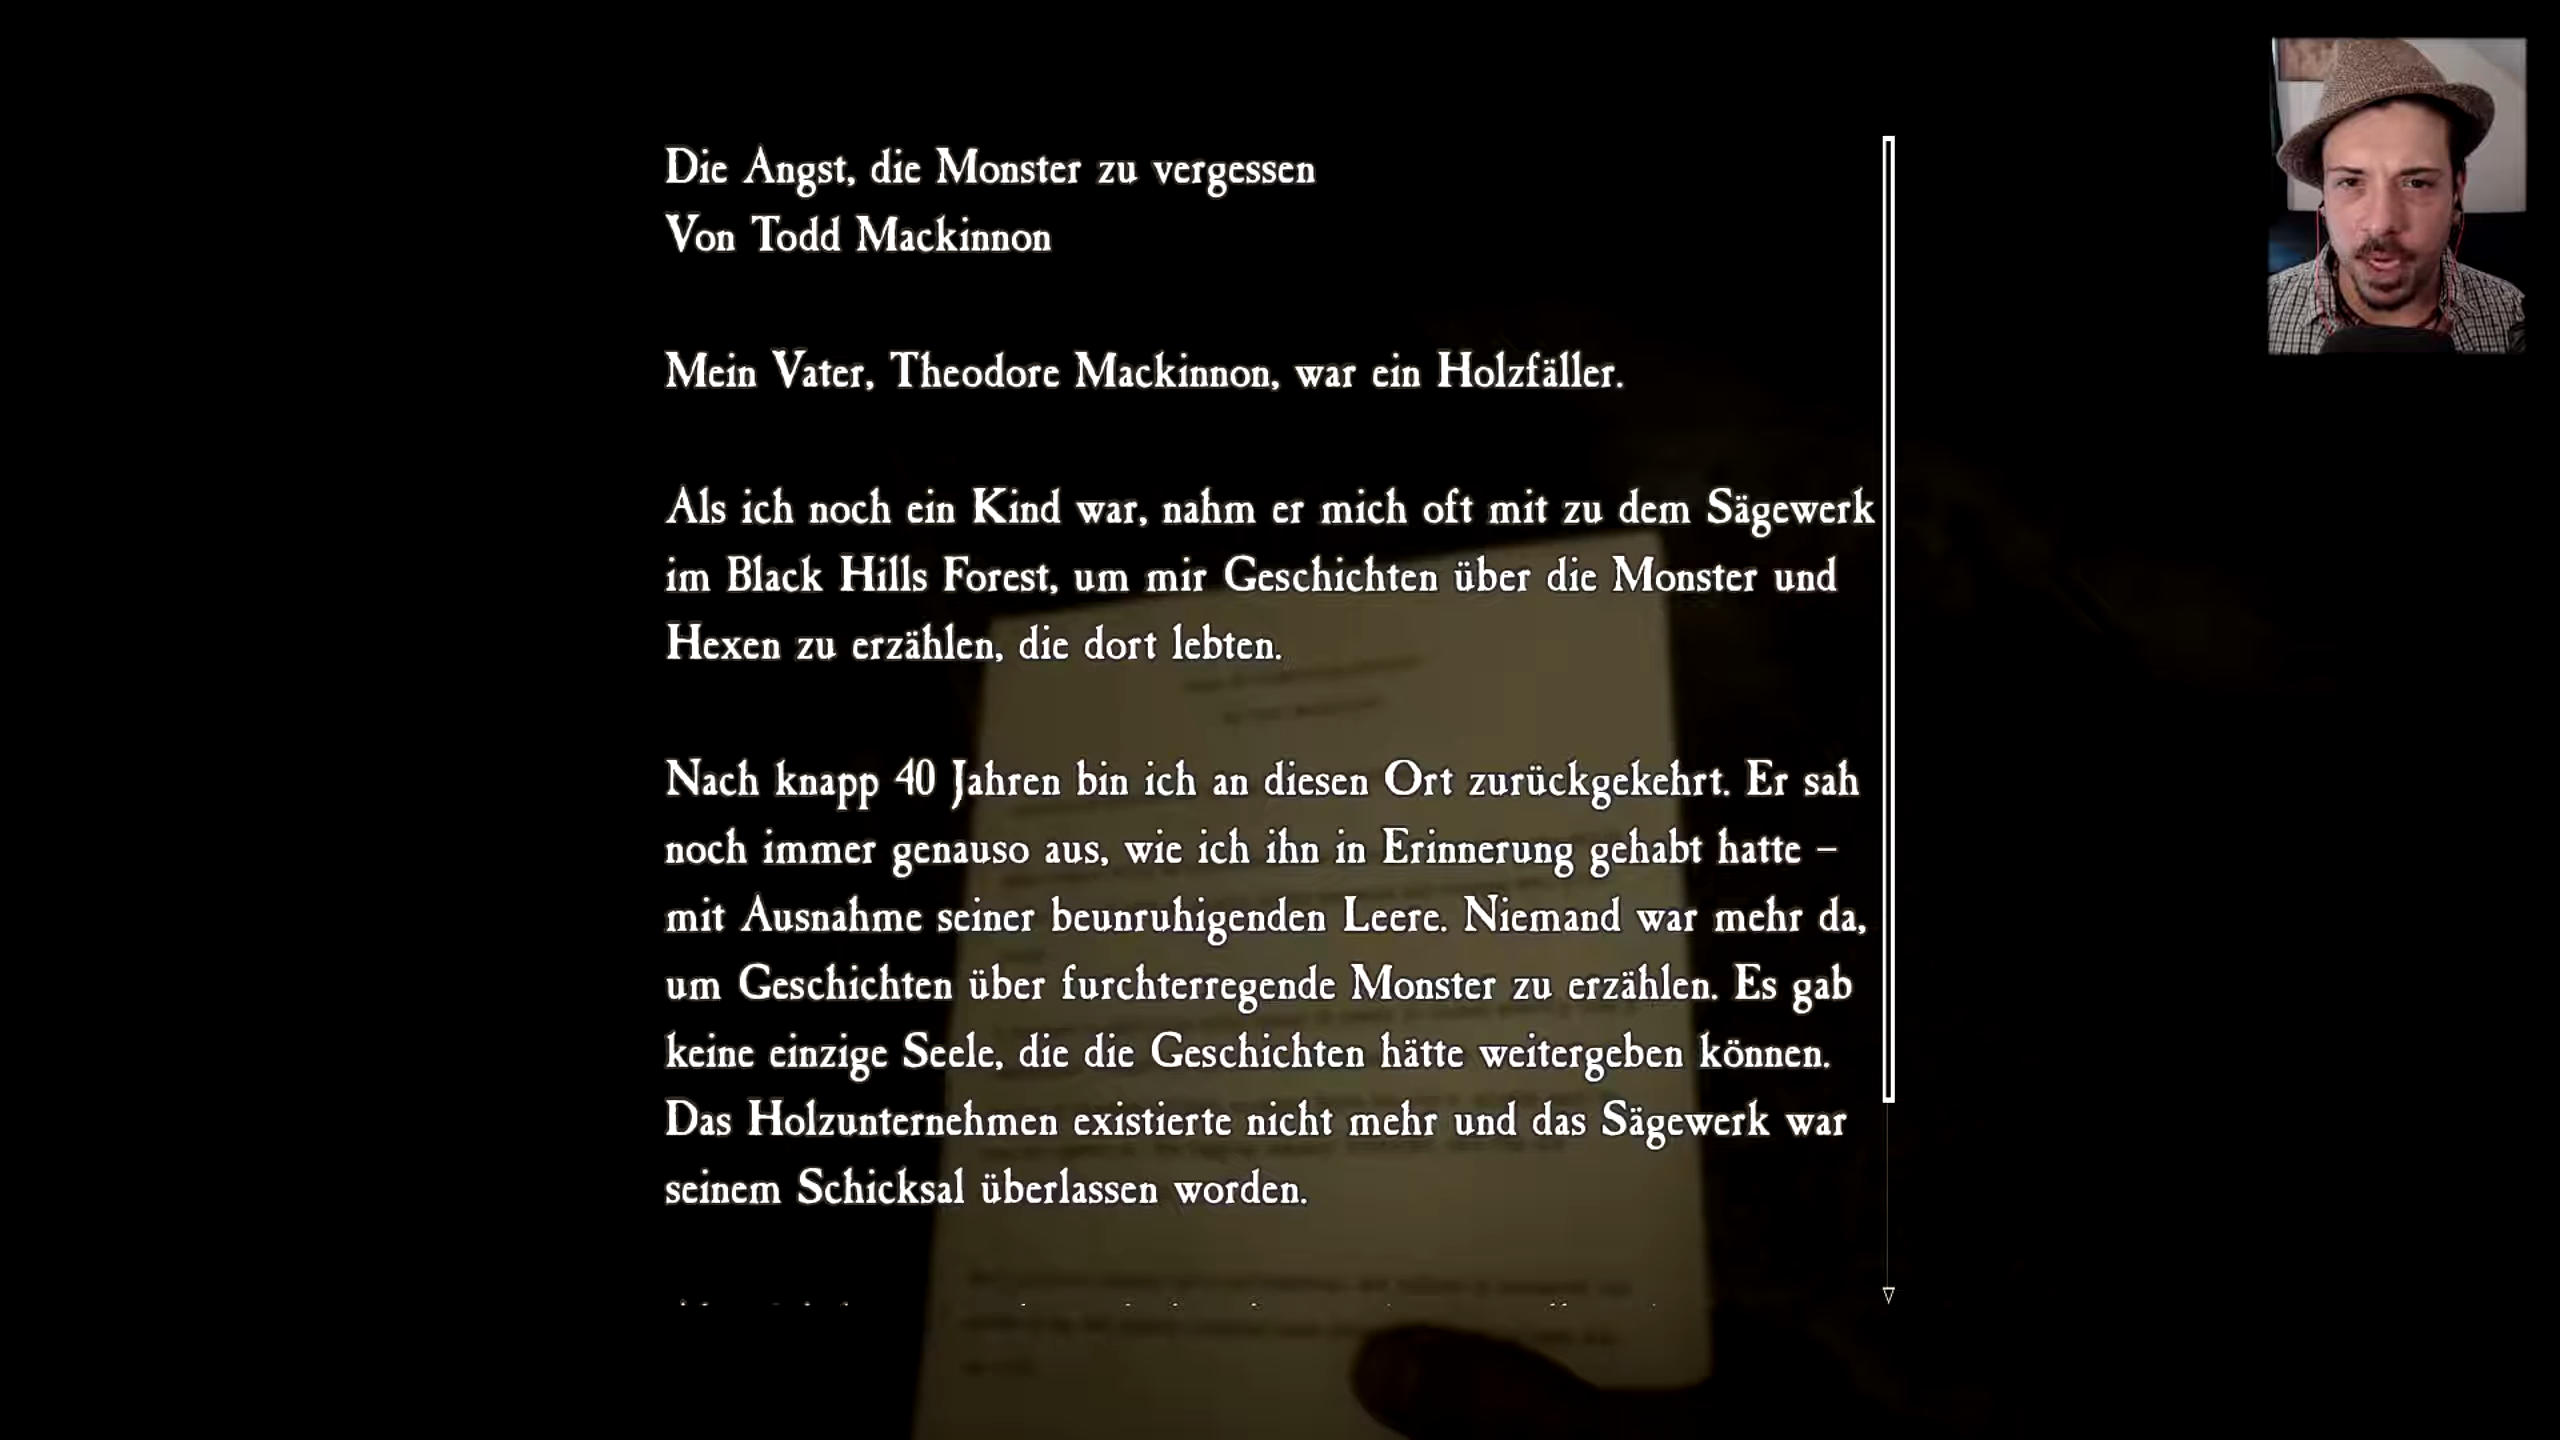 Die Angst, die Monster zu vergessen
Von Todd Mackinnon
Mein Vater, Theodore Mackinnon, war ein Holzfäller.
Als ich noch ein Kind war, nahm er mich oft mit zu dem Sägewerk
im Black Hills Forest, um mir Geschichten über die Monster und
Hexen zu erzählen, die dort lebten.
Nach knapp 40 Jahren bin ich an diesen Ort zurückgekehrt. Er sah
noch immer genauso aus, wie ich ihn in Erinnerung gehabt hatte –
mit Ausnahme seiner beunruhigenden Leere. Niemand war mehr da,
um Geschichten über furchterregende Monster zu erzählen. Es gab
keine einzige Seele, die die Geschichten hätte weitergeben können.
Das Holzunternehmen existierte nicht mehr und das Sägewerk war
seinem Schicksal überlassen worden.